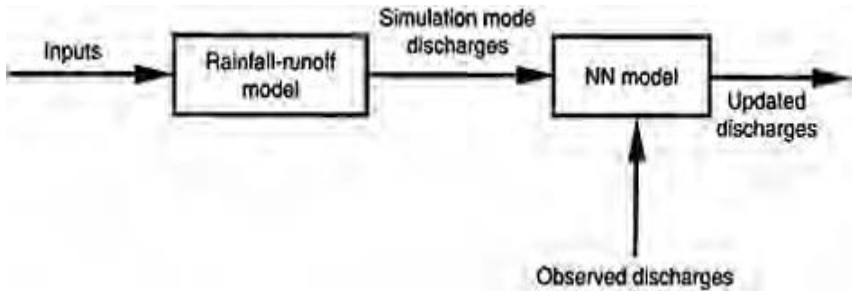 Simulation mode
discharges
Inputs
Rainfall-runoff
model
NN model
Updated
discharges
Observed discharges